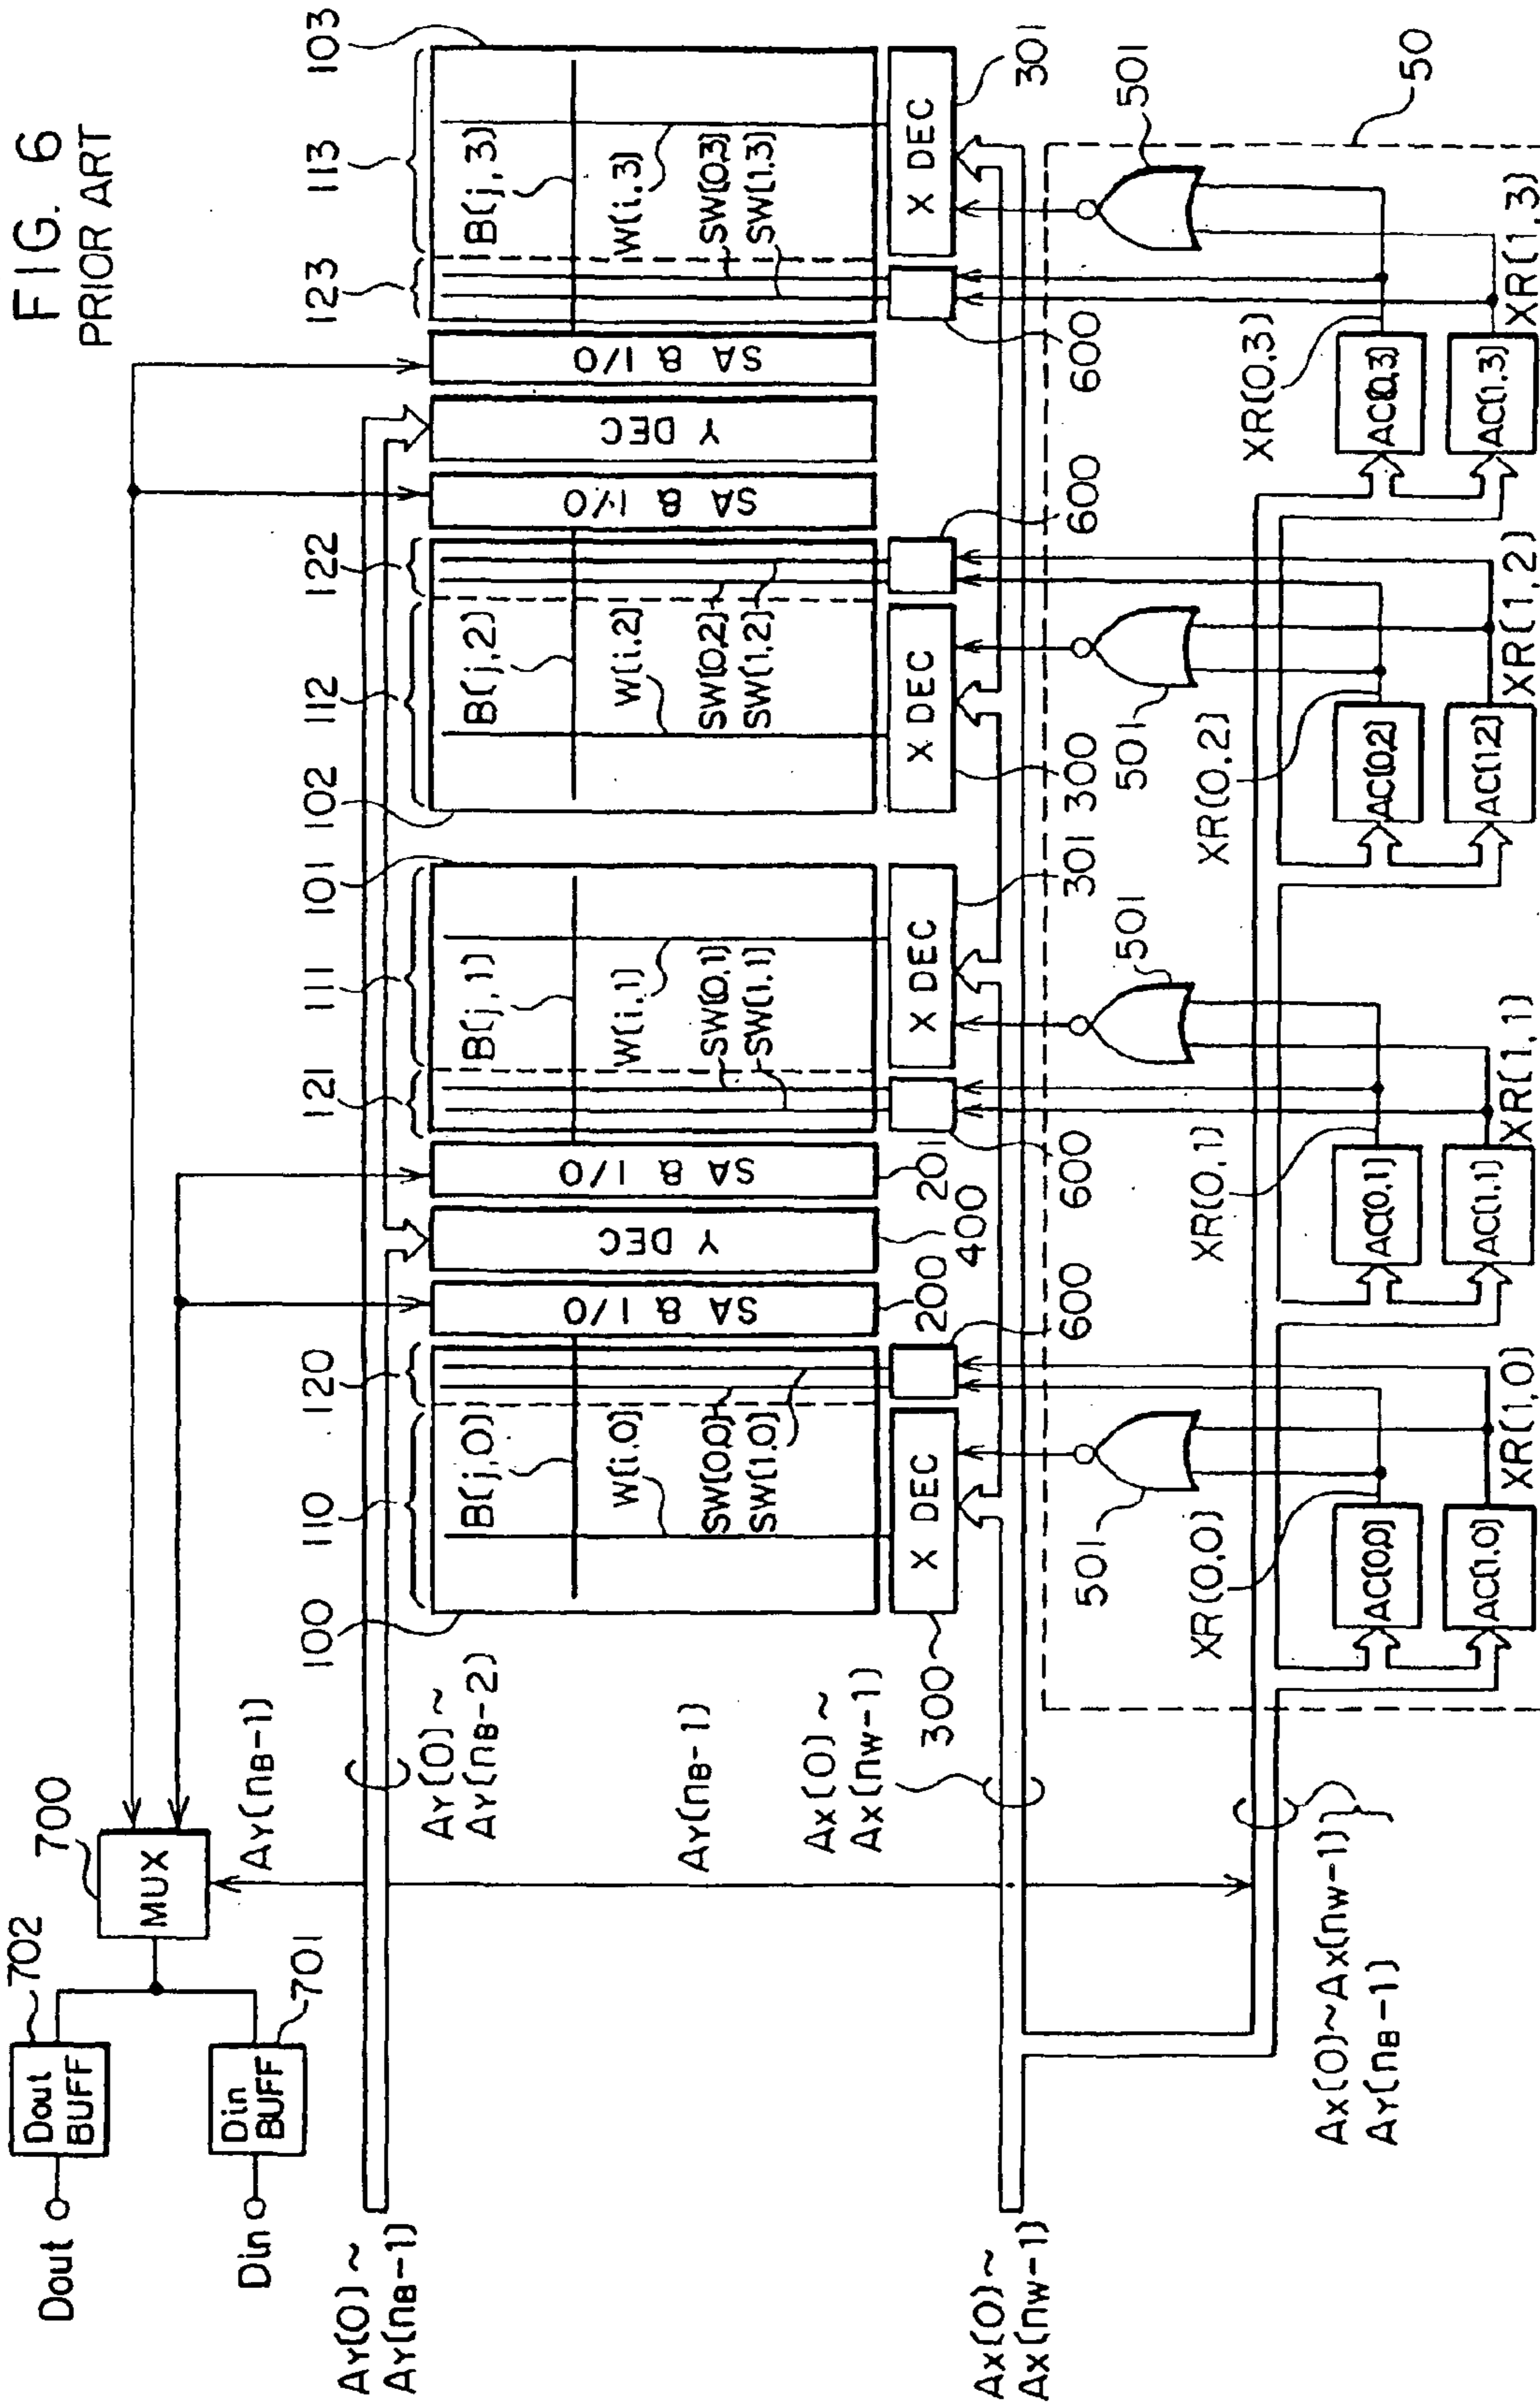 FIG. 6
PRIOR ART
Dout
Dout
BUFF
702
Din
Din
BUFF
701
MUX
700
AY(nB-1)
AY(0)~
AY(nB-1)
AY(0)~
AY(nB-2)
AY(nB-1)
AX(0)~
AX(nW-1)
AX(0)~
AX(nW-1)
AX(0)~AX(nW-1)
AY(nB-1)
100
110
120
121
111
101
102
112
122
123
113
103
B(j,0)
W(i,0)
SW(0,0)
SW(1,0)
SA & I/O
200
Y DEC
400
SA & I/O
201
B(j,1)
W(i,1)
SW(0,1)
SW(1,1)
B(j,2)
W(i,2)
SW(0,2)
SW(1,2)
SA & I/O
Y DEC
SA & I/O
B(j,3)
W(i,3)
SW(0,3)
SW(1,3)
300
X DEC
600
600
X DEC
301
300
X DEC
600
600
X DEC
301
501
501
501
501
50
XR(0,0)
AC(0,0)
AC(1,0)
XR(1,0)
XR(0,1)
AC(0,1)
AC(1,1)
XR(1,1)
XR(0,2)
AC(0,2)
AC(1,2)
XR(1,2)
XR(0,3)
AC(0,3)
AC(1,3)
XR(1,3)